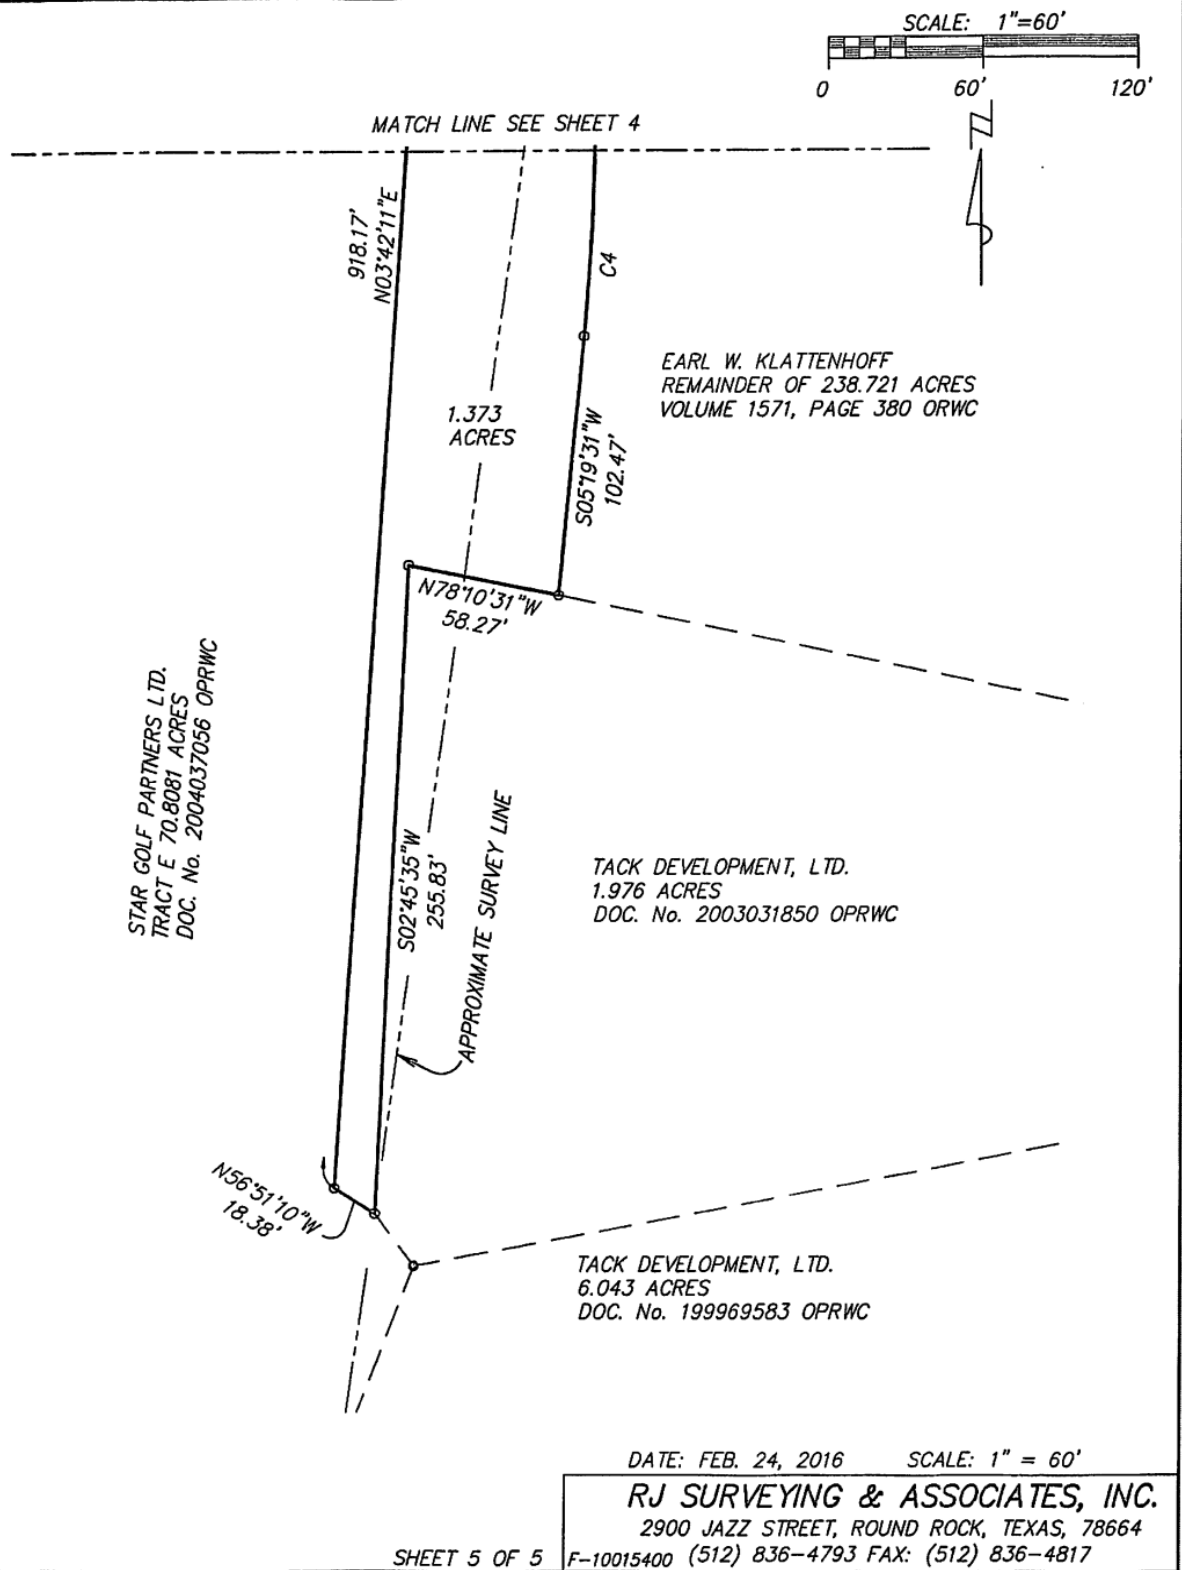 SCALE: 1"=60'
0 60' 120'
MATCH LINE SEE SHEET 4
918.17'
N03°42'11"E
C4
EARL W. KLATTENHOFF
REMAINDER OF 238.721 ACRES
VOLUME 1571, PAGE 380 ORWC
1.373
ACRES
S05°19'31"W
102.47'
N78°10'31"W
58.27'
STAR GOLF PARTNERS LTD.
TRACT E 70.8081 ACRES
DOC. No. 2004037056 OPRWC
S02°45'35"W
255.83'
APPROXIMATE SURVEY LINE
TACK DEVELOPMENT, LTD.
1.976 ACRES
DOC. No. 2003031850 OPRWC
N56°51'10"W
18.38'
TACK DEVELOPMENT, LTD.
6.043 ACRES
DOC. No. 199969583 OPRWC
DATE: FEB. 24, 2016 SCALE: 1" = 60'
RJ SURVEYING & ASSOCIATES, INC.
2900 JAZZ STREET, ROUND ROCK, TEXAS, 78664
SHEET 5 OF 5 F-10015400 (512) 836-4793 FAX: (512) 836-4817